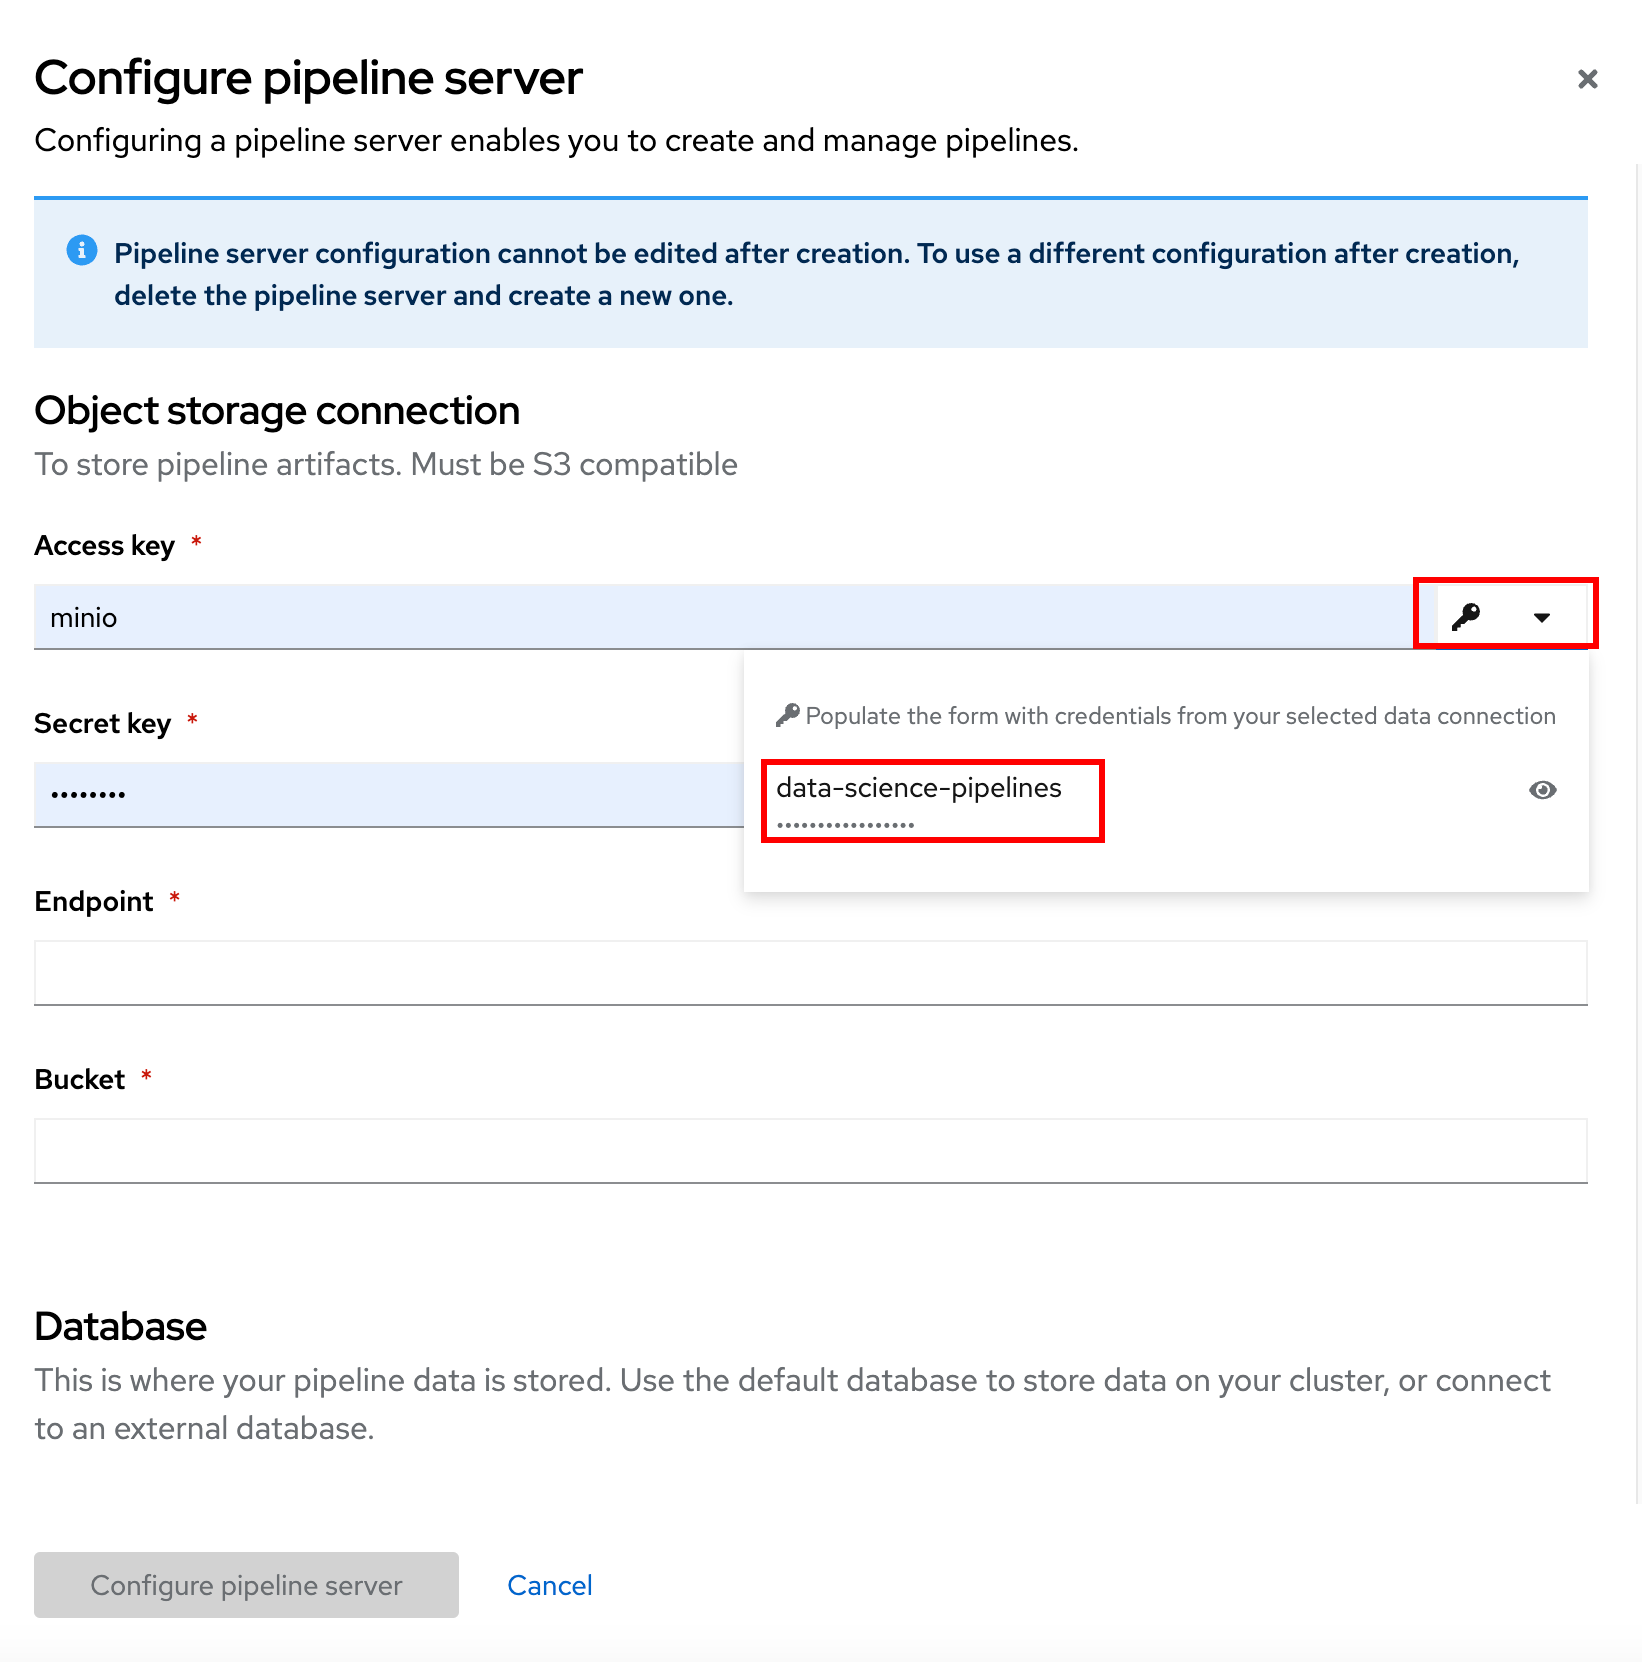 Configure pipeline server
Configuring a pipeline server enables you to create and manage pipelines.
Pipeline server configuration cannot be edited after creation. To use a different configuration after creation,
delete the pipeline server and create a new one.
Object storage connection
To store pipeline artifacts. Must be S3 compatible
Access key *
minio
Populate the form with credentials from your selected data connection
data-science-pipelines
•••••••••••••••••
Secret key *
••••••••
Endpoint *
Bucket *
Database
This is where your pipeline data is stored. Use the default database to store data on your cluster, or connect
to an external database.
Configure pipeline server
Cancel